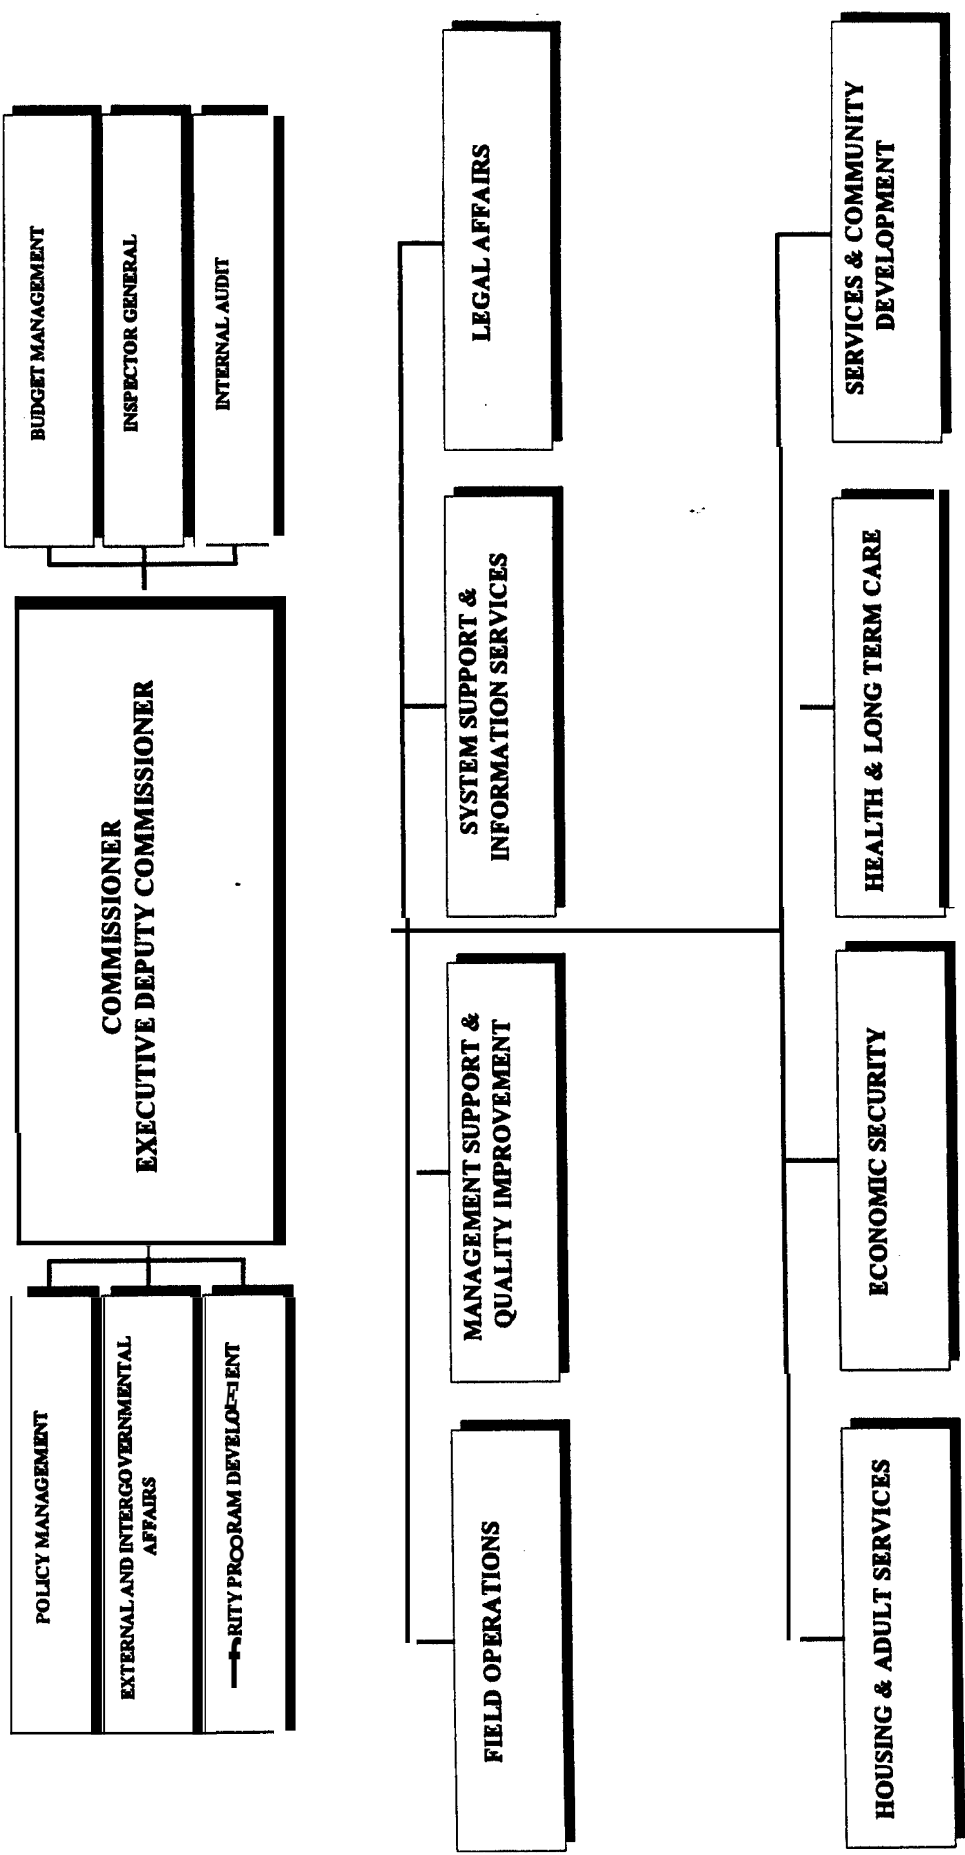 POLICY MANAGEMENT
EXTERNAL AND INTERGOVERNMENTAL
AFFAIRS
PROGRAM
COMMISSIONER
EXECUTIVE DEPUTY COMMISSIONER
BUDGET MANAGEMENT
INSPECTOR GENERAL
INTERNAL AUDIT
FIELD OPERATIONS
MANAGEMENT SUPPORT &
QUALITY IMPROVEMENT
SYSTEM SUPPORT &
INFORMATION SERVICES
LEGAL AFFAIRS
HOUSING & ADULT SERVICES
ECONOMIC SECURITY
HEALTH & LONG TERM CARE
SERVICES & COMMUNITY
DEVELOPMENT